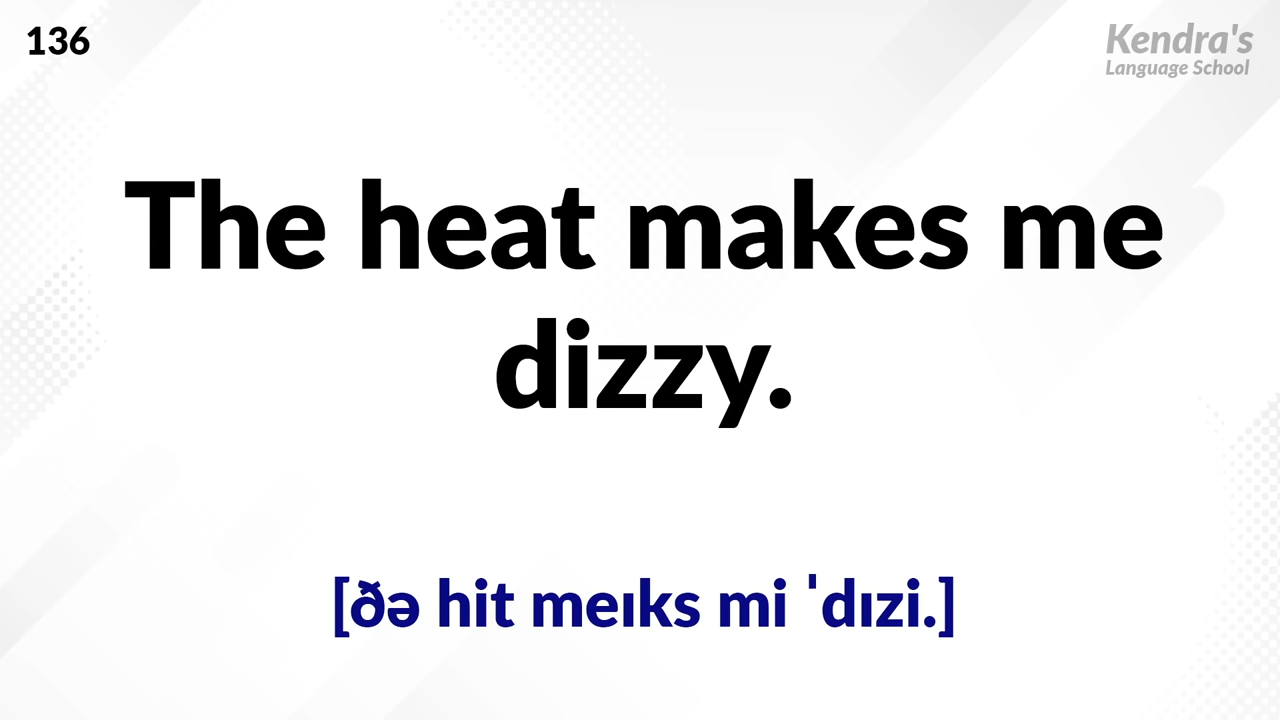 136
Kendra's
Language School
The heat makes me
dizzy.
[ðə hit meɪks mi ˈdɪzi.]